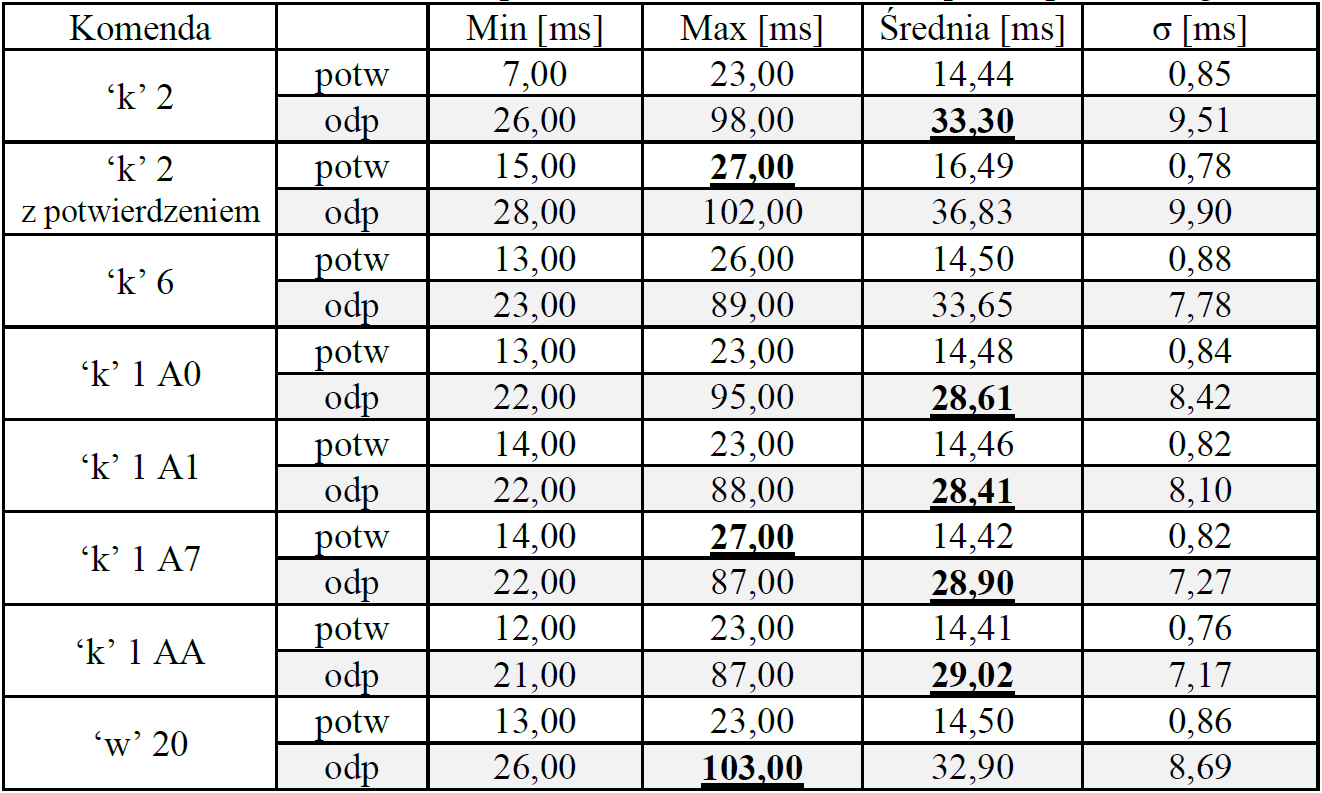 Komenda Min [ms] Max [ms] Średnia [ms] σ [ms]
‘k’ 2 potw 7,00 23,00 14,44 0,85
odp 26,00 98,00 33,30 9,51
‘k’ 2 z potwierdzeniem potw 15,00 27,00 16,49 0,78
odp 28,00 102,00 36,83 9,90
‘k’ 6 potw 13,00 26,00 14,50 0,88
odp 23,00 89,00 33,65 7,78
‘k’ 1 A0 potw 13,00 23,00 14,48 0,84
odp 22,00 95,00 28,61 8,42
‘k’ 1 A1 potw 14,00 23,00 14,46 0,82
odp 22,00 88,00 28,41 8,10
‘k’ 1 A7 potw 14,00 27,00 14,42 0,82
odp 22,00 87,00 28,90 7,27
‘k’ 1 AA potw 12,00 23,00 14,41 0,76
odp 21,00 87,00 29,02 7,17
‘w’ 20 potw 13,00 23,00 14,50 0,86
odp 26,00 103,00 32,90 8,69